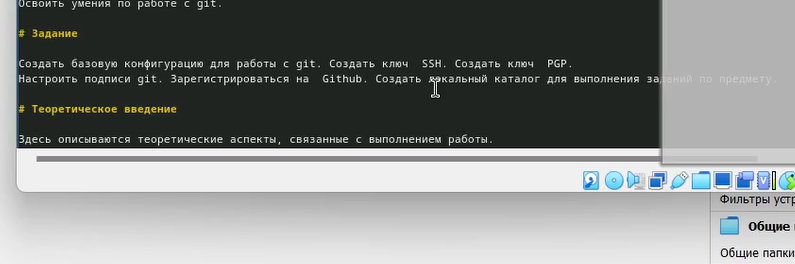 Освоить умения по работе с git.
# Задание
Создать базовую конфигурацию для работы с git. Создать ключ  SSH. Создать ключ  PGP.
Настроить подписи git. Зарегистрироваться на  Github. Создать локальный каталог для выполнения заданий по предмету.
# Теоретическое введение
Здесь описываются теоретические аспекты, связанные с выполнением работы.
Фильтры устр
Общие
Общие папки